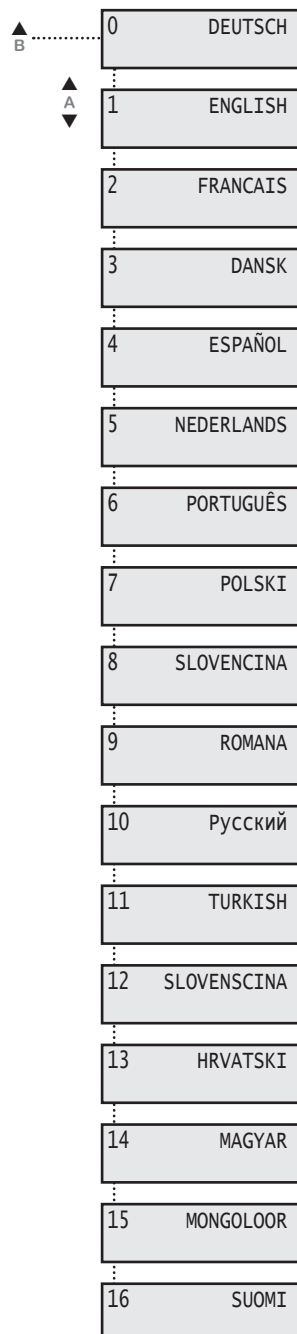 0 DEUTSCH
B
A
1 ENGLISH
2 FRANCAIS
3 DANSK
4 ESPAÑOL
5 NEDERLANDS
6 PORTUGUÊS
7 POLSKI
8 SLOVENCINA
9 ROMANA
10 Русский
11 TURKISH
12 SLOVENSCINA
13 HRVATSKI
14 MAGYAR
15 MONGOLOOR
16 SUOMI